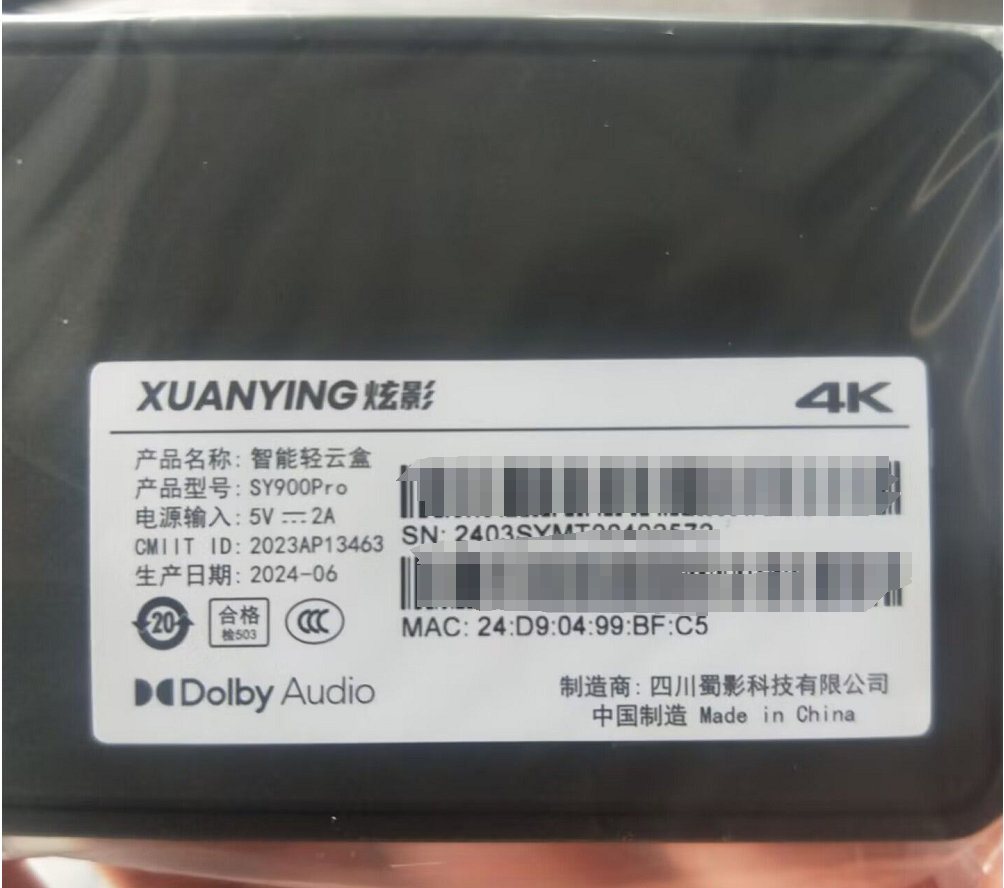 XUANYING炫影
4K
产品名称: 智能轻云盒
产品型号: SY900Pro
电源输入: 5V⎓2A
CMIIT ID: 2023AP13463
生产日期: 2024-06
SN:
MAC: 24:D9:04:99:BF:C5
20
合格
检503
CCC
Dolby Audio
制造商: 四川蜀影科技有限公司
中国制造 Made in China